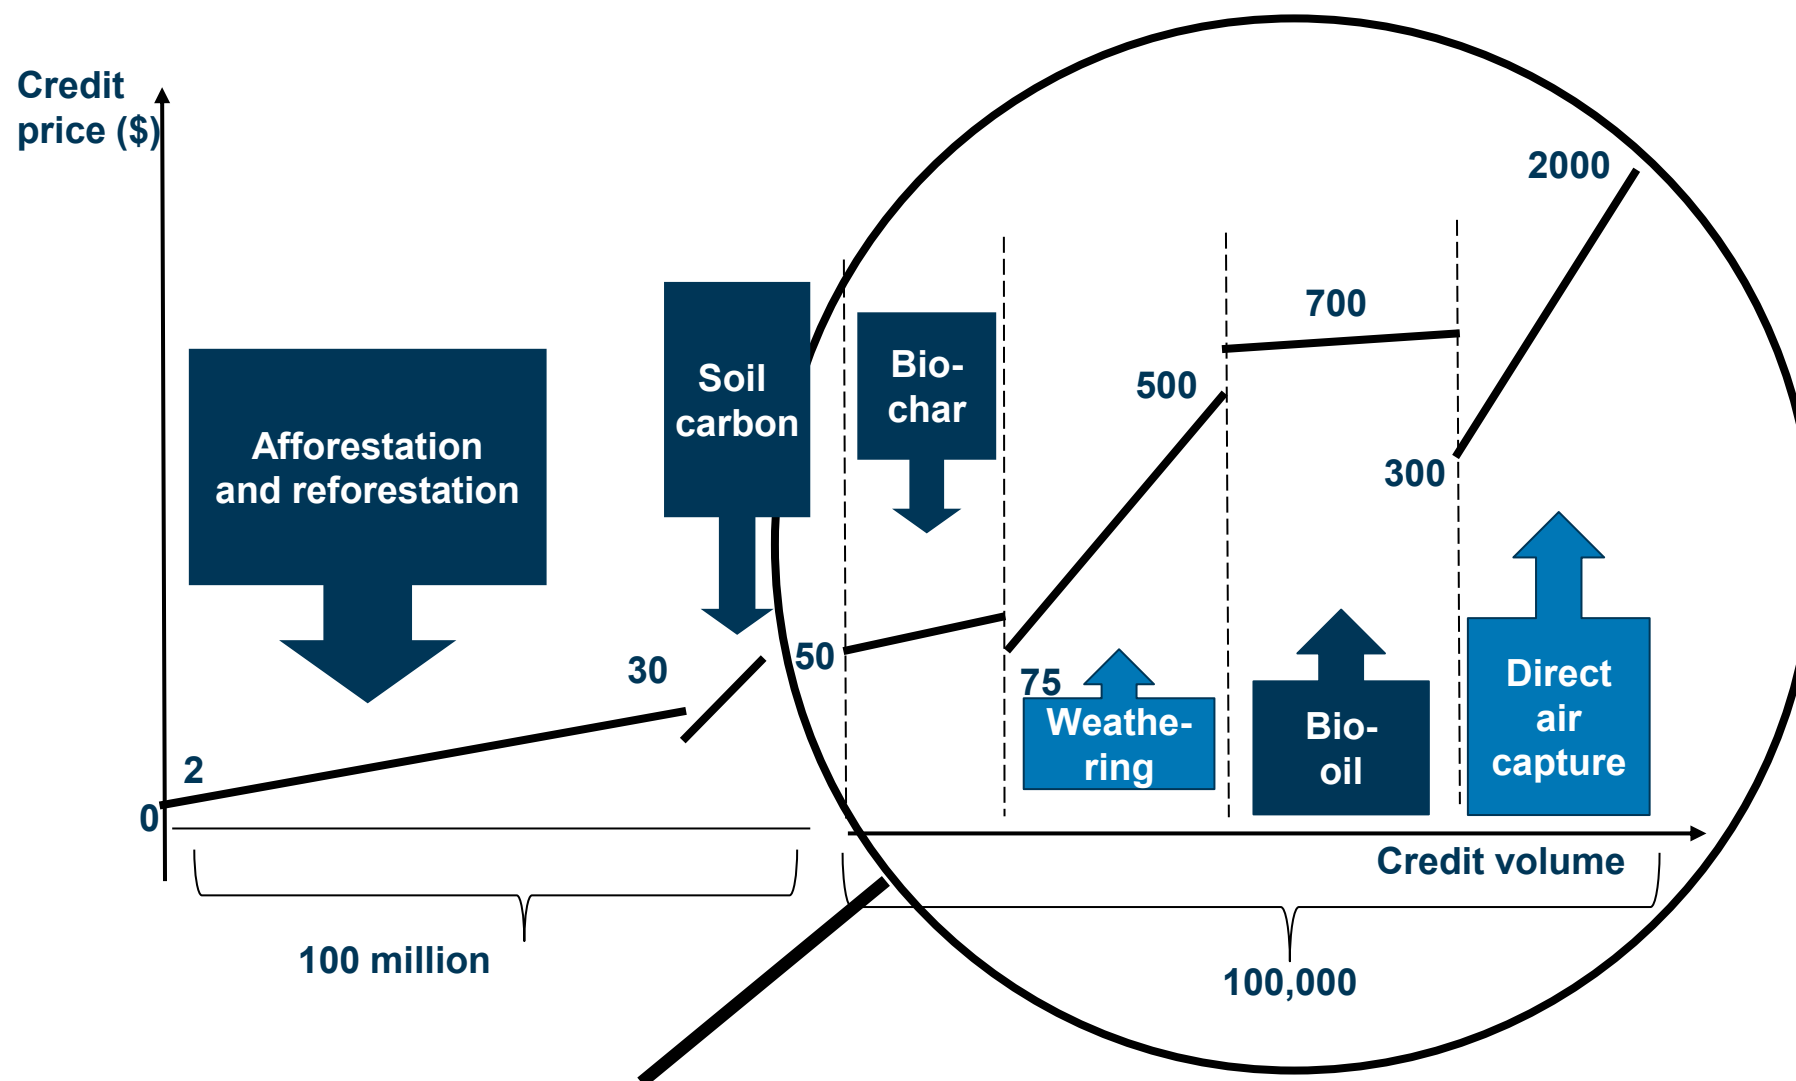 Credit
price ($)
2000
700
Soil
carbon
Bio-
char
500
Afforestation
and reforestation
300
30
50
75
Weathe-
ring
Bio-
oil
Direct
air
capture
2
0
Credit volume
100 million
100,000